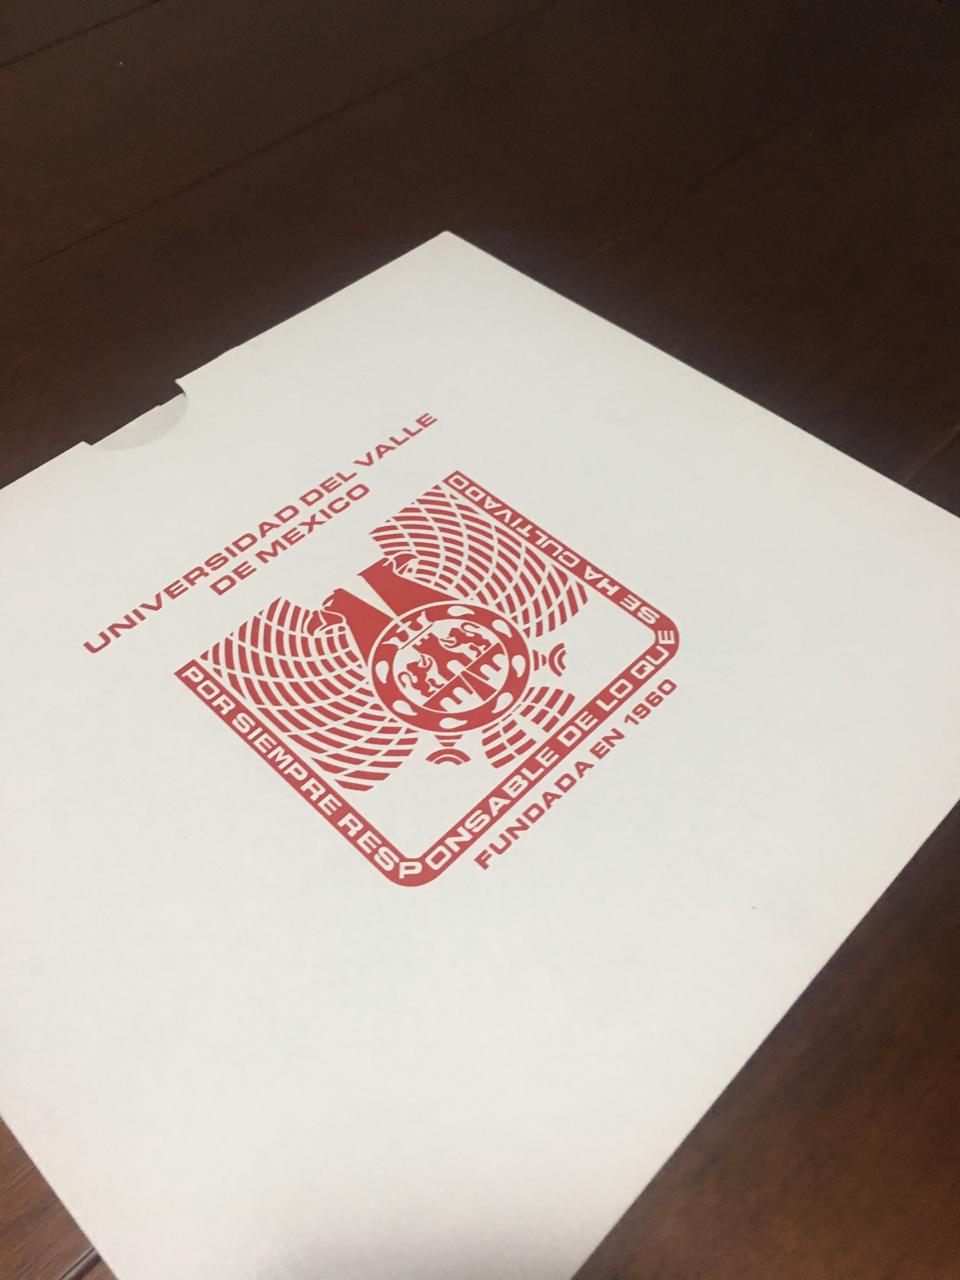 UNIVERSIDAD DEL VALLE
DE MEXICO
POR SIEMPRE RESPONSABLE DE LO QUE SE HA CULTIVADO
FUNDADA EN 1960